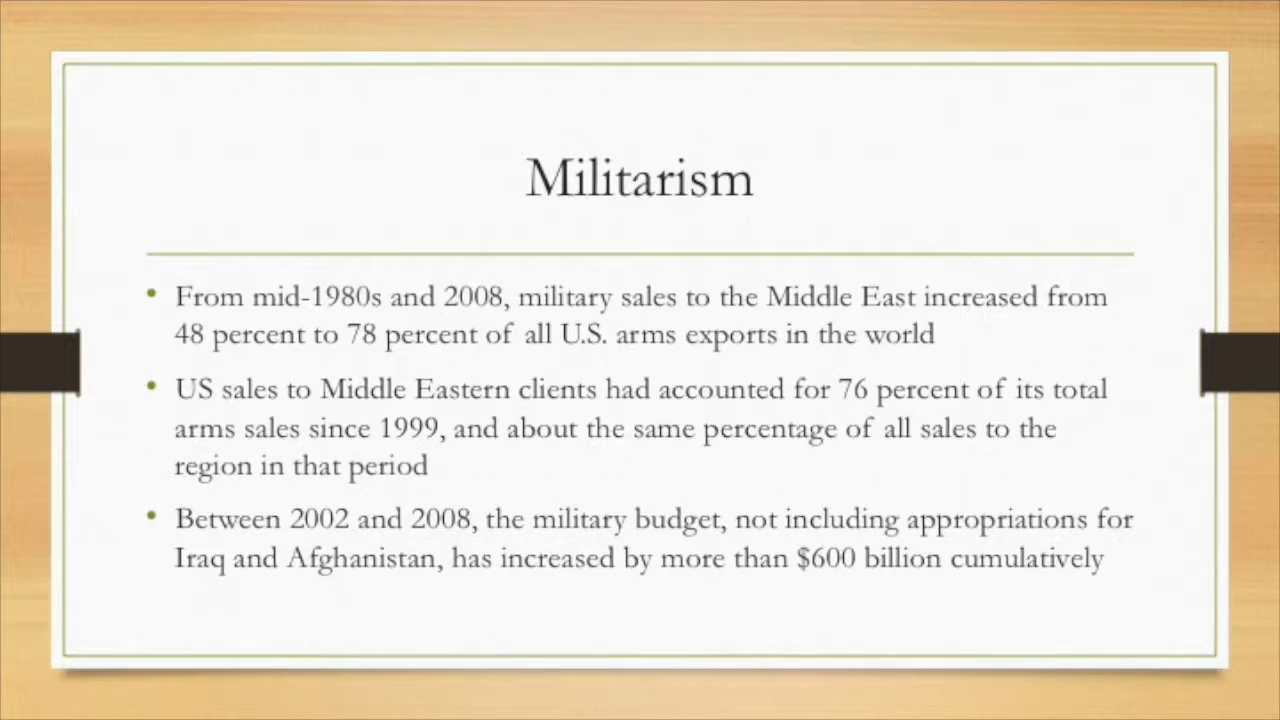 Militarism
• From mid-1980s and 2008, military sales to the Middle East increased from
48 percent to 78 percent of all U.S. arms exports in the world
• US sales to Middle Eastern clients had accounted for 76 percent of its total
arms sales since 1999, and about the same percentage of all sales to the
region in that period
• Between 2002 and 2008, the military budget, not including appropriations for
Iraq and Afghanistan, has increased by more than $600 billion cumulatively